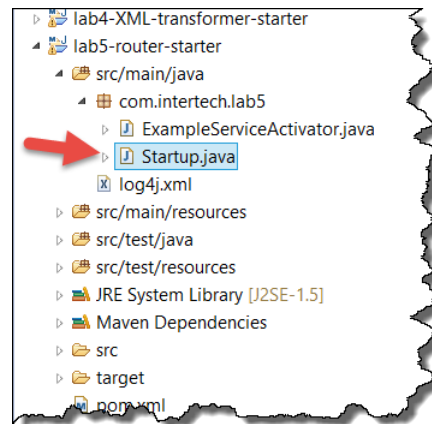 lab4-XML-transformer-starter
lab5-router-starter
src/main/java
com.intertech.lab5
ExampleServiceActivator.java
Startup.java
log4j.xml
src/main/resources
src/test/java
src/test/resources
JRE System Library [J2SE-1.5]
Maven Dependencies
src
target
pom.xml